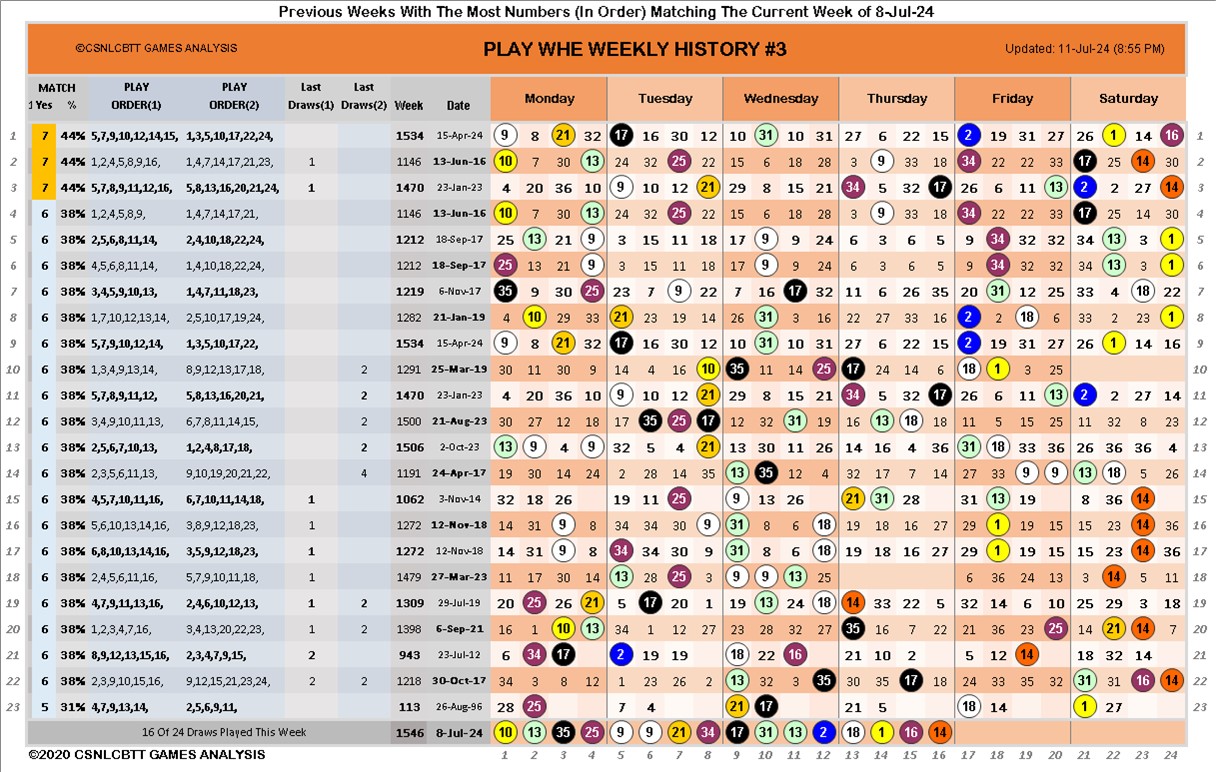 Previous Weeks With The Most Numbers (In Order) Matching The Current Week of 8-Jul-24
©CSNLCBTT GAMES ANALYSIS PLAY WHE WEEKLY HISTORY #3 Updated: 11-Jul-24 (8:55 PM)
MATCH PLAY PLAY Last Last
1 Yes % ORDER(1) ORDER(2) Draws(1) Draws(2) Week Date Monday Tuesday Wednesday Thursday Friday Saturday
1 7 44% 5,7,9,10,12,14,15, 1,3,5,10,17,22,24, 1534 15-Apr-24 9 8 21 32 17 16 30 12 10 31 10 31 27 6 22 15 2 19 31 27 26 1 14 16 1
2 7 44% 1,2,4,5,8,9,16, 1,4,7,14,17,21,23, 1 1146 13-Jun-16 10 7 30 13 24 32 25 22 15 6 18 28 3 9 33 18 34 22 22 33 17 25 23 30 2
3 7 44% 5,7,8,9,11,12,16, 5,8,13,16,20,21,24, 1 1470 23-Jan-23 4 20 36 10 9 10 12 21 29 8 15 21 34 5 32 17 26 6 11 20 2 2 27 14 3
4 6 38% 1,2,4,5,8,9, 1,4,7,14,17,21, 1146 13-Jun-16 10 7 30 13 24 32 25 22 15 6 18 28 3 9 33 18 34 22 22 33 17 25 14 30 4
5 6 38% 2,5,6,8,11,14, 2,4,10,18,22,24, 1212 18-Sep-17 25 13 21 9 3 15 11 18 17 9 9 24 6 3 6 5 9 34 32 32 34 13 3 1 5
6 6 38% 4,5,6,8,11,14, 1,4,10,18,22,24, 1212 18-Sep-17 25 13 21 9 3 15 11 18 17 9 9 24 6 3 6 5 9 34 32 32 34 13 3 1 6
7 6 38% 3,4,5,9,10,13, 1,4,7,11,18,23, 1219 6-Nov-17 35 9 30 25 23 7 9 22 7 16 17 32 11 6 26 35 20 31 12 25 33 4 18 22 7
8 6 38% 1,7,10,12,13,14, 2,5,10,17,19,24, 1282 21-Jan-19 4 10 29 33 21 23 19 14 26 31 3 16 22 27 33 16 2 2 18 6 33 2 23 1 8
9 6 38% 5,7,9,10,12,14, 1,3,5,10,17,22, 1534 15-Apr-24 9 8 21 32 17 16 30 12 10 31 10 31 27 6 22 15 2 19 31 27 26 1 14 16 9
10 6 38% 1,3,4,9,13,14, 8,9,12,13,17,18, 2 1291 25-Mar-19 30 11 30 9 14 4 16 10 35 11 14 25 17 24 14 6 18 1 3 25 10
11 6 38% 5,7,8,9,11,12, 5,8,13,16,20,21, 2 1470 23-Jan-23 4 20 36 10 9 10 12 21 29 8 15 21 34 5 32 17 26 6 11 13 2 2 27 14 11
12 6 38% 3,4,9,10,11,13, 6,7,8,11,14,15, 2 1500 21-Aug-23 30 27 12 18 17 35 25 17 12 32 31 12 16 13 18 18 11 5 14 5 11 32 8 23 12
13 6 38% 2,5,6,7,10,13, 1,2,4,8,17,18, 2 1506 2-Oct-23 13 9 4 9 32 5 4 21 13 30 11 26 14 16 4 36 31 18 33 36 26 36 36 4 13
14 6 38% 2,3,5,6,11,13, 9,10,19,20,21,22, 4 1191 24-Apr-17 19 30 14 24 2 28 14 35 13 35 12 4 32 17 7 14 27 33 9 9 13 18 5 26 14
15 6 38% 4,5,7,10,11,16, 6,7,10,11,14,18, 1 1062 3-Nov-14 32 18 26 19 11 25 9 13 26 21 31 28 31 13 19 8 36 23 15
16 6 38% 5,6,10,13,14,16, 3,8,9,12,18,23, 1 1272 12-Nov-18 14 31 9 8 34 34 30 9 31 8 6 18 19 18 16 27 29 1 19 15 15 23 14 36 16
17 6 38% 6,8,10,13,14,16, 3,5,9,12,18,23, 1 1272 12-Nov-18 14 31 9 8 34 34 30 9 31 8 6 18 19 18 16 27 29 1 19 15 15 23 14 36 17
18 6 38% 2,4,5,6,11,16, 5,7,9,10,11,18, 1 1479 27-Mar-23 11 17 30 14 13 28 25 3 9 9 13 25 6 36 24 13 3 14 5 11 18
19 6 38% 4,7,9,11,13,16, 2,4,6,10,12,13, 1 2 1309 29-Jul-19 20 25 26 21 5 17 20 1 19 13 24 18 14 33 22 5 32 14 6 10 25 29 3 18 19
20 6 38% 1,2,3,4,7,16, 3,4,13,20,22,23, 1 2 1398 6-Sep-21 16 1 10 13 34 1 12 27 23 28 32 27 35 16 7 22 21 36 23 25 14 21 14 7 20
21 6 38% 8,9,12,13,15,16, 2,3,4,7,9,15, 2 943 23-Jul-12 6 34 17 2 19 19 18 22 16 21 10 2 5 12 14 18 32 14 21
22 6 38% 2,3,9,10,15,16, 9,12,15,21,23,24, 2 2 1218 30-Oct-17 34 3 8 12 1 23 26 2 13 3 32 35 30 35 17 18 24 33 35 32 31 31 16 14 22
23 5 31% 4,7,9,13,14, 2,5,6,9,11, 113 26-Aug-96 28 25 7 4 21 17 21 5 18 14 1 27 23
16 Of 24 Draws Played This Week 1546 8-Jul-24 10 13 35 25 9 9 21 34 17 31 13 2 18 1 16 14
©2020 CSNLCBTT GAMES ANALYSIS 1 2 3 4 5 6 7 8 9 10 11 12 13 14 15 16 17 18 19 20 21 22 23 24